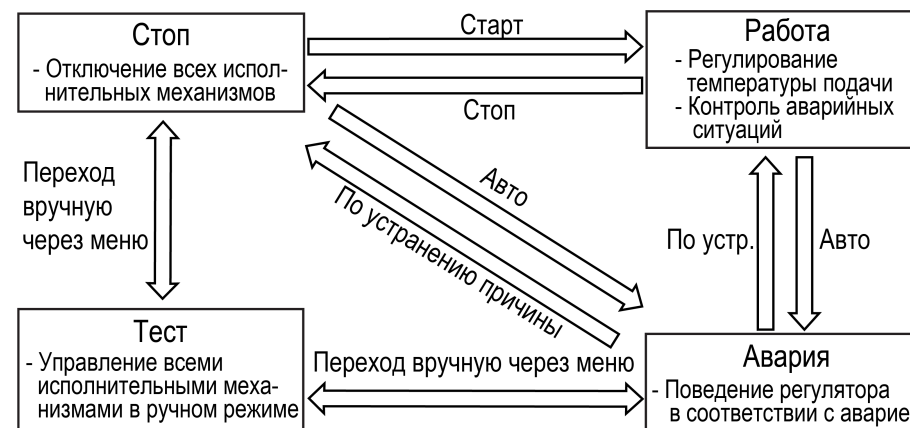 Стоп
- Отключение всех испол-
нительных механизмов
Старт
Стоп
Работа
- Регулирование
температуры подачи
- Контроль аварийных
ситуаций
Переход
вручную
через меню
Авто
По устранению причины
По устр.
Авто
Тест
- Управление всеми
исполнительными меха-
низмами в ручном режиме
Переход вручную через меню
Авария
- Поведение регулятора
в соответствии с аварие